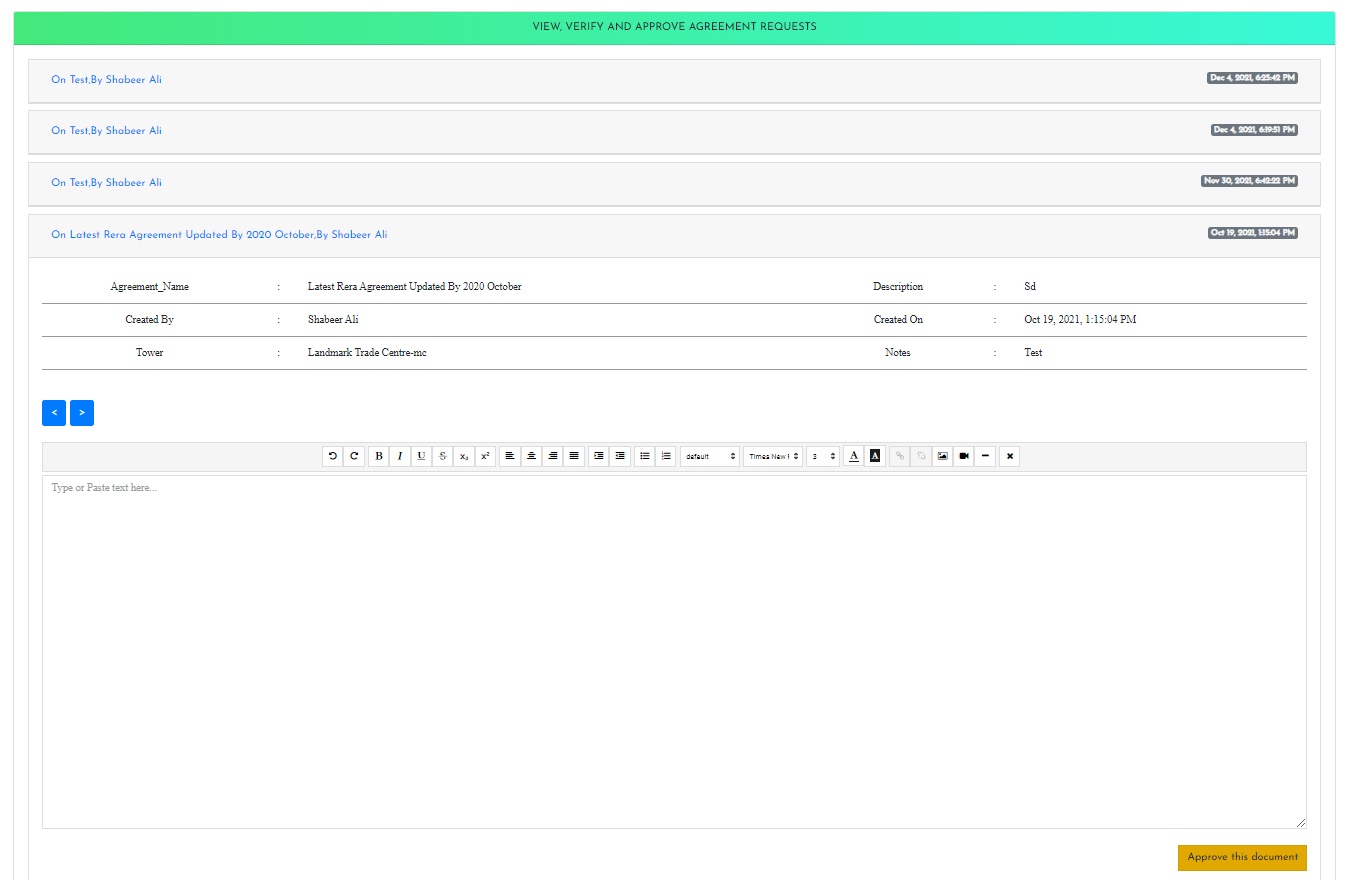 VIEW, VERIFY AND APPROVE AGREEMENT REQUESTS
On Test,By Shabeer Ali Dec 4, 2021, 6:25:42 PM
On Test,By Shabeer Ali Dec 4, 2021, 6:19:51 PM
On Test,By Shabeer Ali Nov 30, 2021, 6:42:22 PM
On Latest Rera Agreement Updated By 2020 October,By Shabeer Ali Oct 19, 2021, 1:15:04 PM
Agreement_Name : Latest Rera Agreement Updated By 2020 October Description : Sd
Created By : Shabeer Ali Created On : Oct 19, 2021, 1:15:04 PM
Tower : Landmark Trade Centre-mc Notes : Test
< >
B I U S x₂ x² default Times New 3 A A
Type or Paste text here...
Approve this document